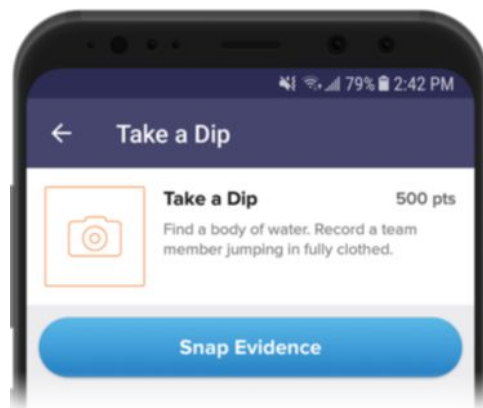 79% 2:42 PM
Take a Dip
Take a Dip 500 pts
Find a body of water. Record a team
member jumping in fully clothed.
Snap Evidence